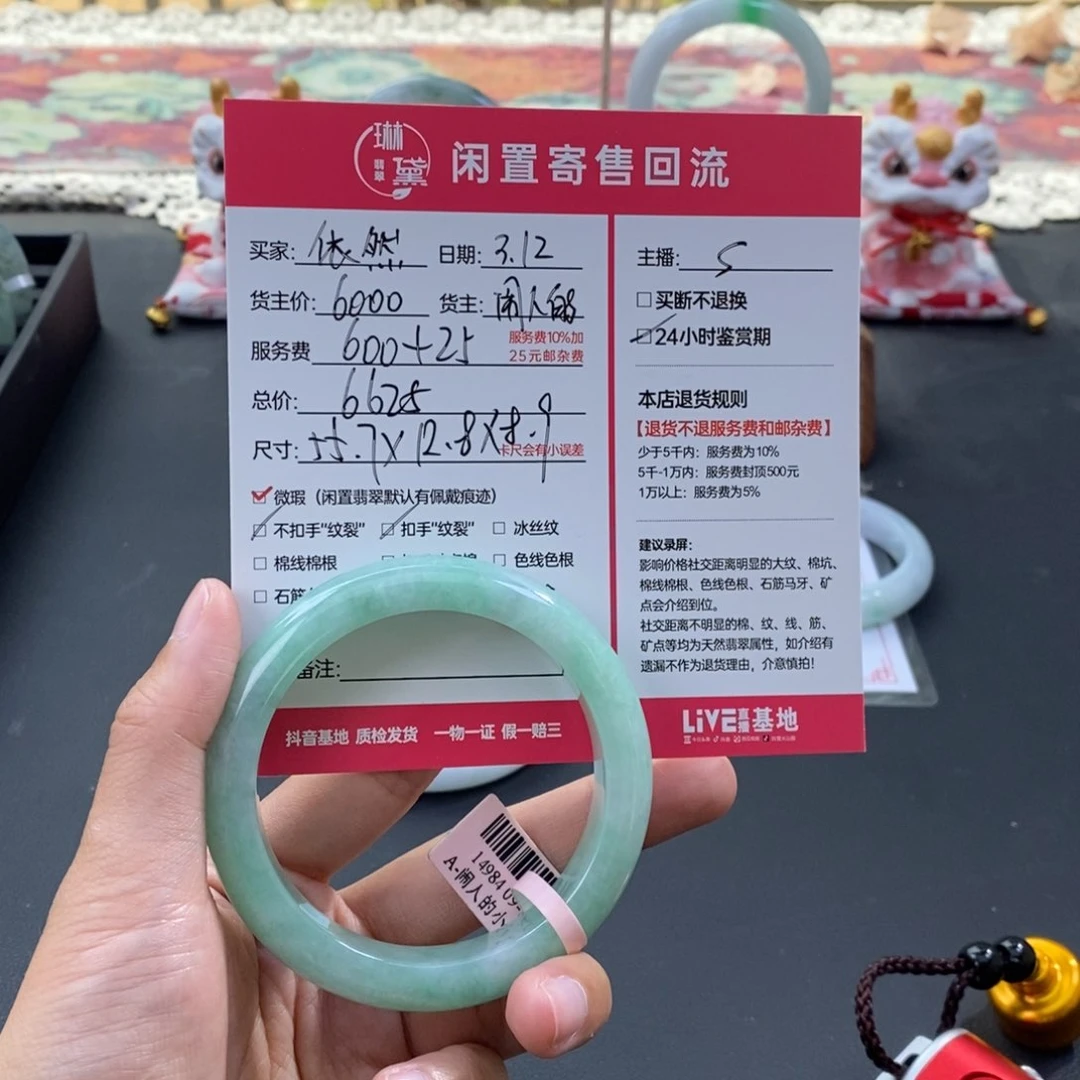 琳黛
翡翠
闲置寄售回流
买家: 依然 日期: 3.12
货主价: 6000 货主: 闲人的
服务费 600+25 服务费10%加
25元邮杂费
总价: 6625
尺寸: 55.7X12.8X8.9
卡尺会有小误差
微瑕（闲置翡翠默认有佩戴痕迹）
不扣手"纹裂" 扣手"纹裂" 冰丝纹
棉线棉根 色线色根
石筋
备注:
抖音基地 质检发货 一物一证 假一赔三
主播: S
买断不退换
24小时鉴赏期
本店退货规则
【退货不退服务费和邮杂费】
少于5千内：服务费为10%
5千-1万内：服务费封顶500元
1万以上：服务费为5%
建议录屏：
影响价格社交距离明显的大纹、棉坑、
棉线棉根、色线色根、石筋马牙、矿
点会介绍到位。
社交距离不明显的棉、纹、线、筋、
矿点等均为天然翡翠属性，如介绍有
遗漏不作为退货理由，介意慎拍!
LiVE直播基地
14984 09-
A-闲人的小